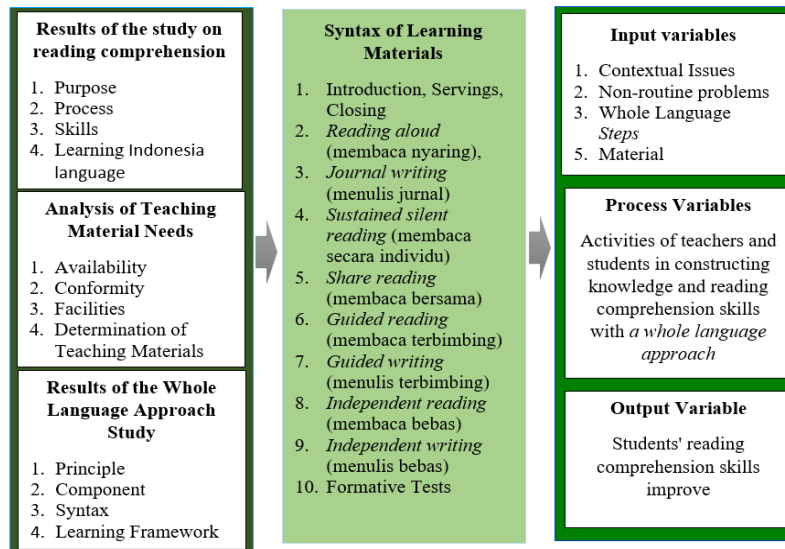 Results of the study on
reading comprehension
1. Purpose
2. Process
3. Skills
4. Learning Indonesia
language
Analysis of Teaching
Material Needs
1. Availability
2. Conformity
3. Facilities
4. Determination of
Teaching Materials
Results of the Whole
Language Approach
Study
1. Principle
2. Component
3. Syntax
4. Learning Framework
Syntax of Learning
Materials
1. Introduction, Servings,
Closing
2. Reading aloud
(membaca nyaring),
3. Journal writing
(menulis jurnal)
4. Sustained silent
reading (membaca
secara individu)
5. Share reading
(membaca bersama)
6. Guided reading
(membaca terbimbing)
7. Guided writing
(menulis terbimbing)
8. Independent reading
(membaca bebas)
9. Independent writing
(menulis bebas)
10. Formative Tests
Input variables
1. Contextual Issues
2. Non-routine problems
3. Whole Language
Steps
5. Material
Process Variables
Activities of teachers and
students in constructing
knowledge and reading
comprehension skills
with a whole language
approach
Output Variable
Students' reading
comprehension skills
improve